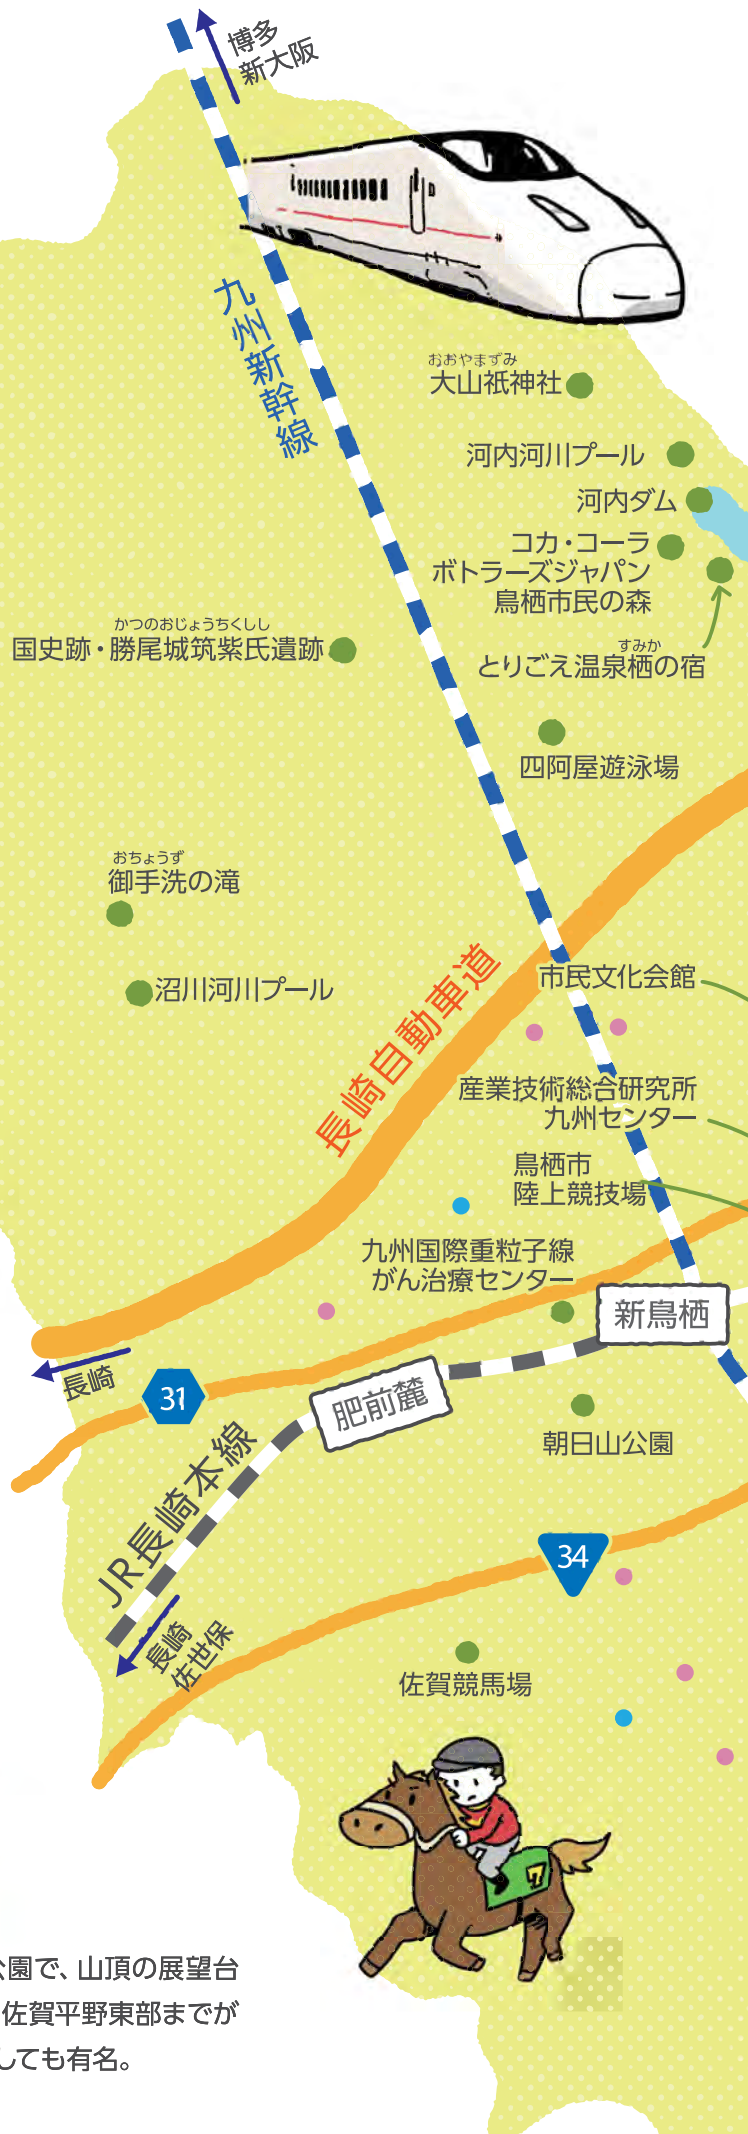 博多
新大阪
九州新幹線
おおやまずみ
大山祇神社
河内河川プール
河内ダム
コカ・コーラ
ボトラーズジャパン
鳥栖市民の森
かつのおじょうちくしし
国史跡・勝尾城筑紫氏遺跡
すみか
とりごえ温泉栖の宿
四阿屋遊泳場
おちょうず
御手洗の滝
沼川河川プール
長崎自動車道
市民文化会館
産業技術総合研究所
九州センター
鳥栖市
陸上競技場
九州国際重粒子線
がん治療センター
新鳥栖
長崎
31
肥前麓
朝日山公園
JR長崎本線
34
長崎
佐世保
佐賀競馬場
7
公園で、山頂の展望台
佐賀平野東部までが
しても有名。